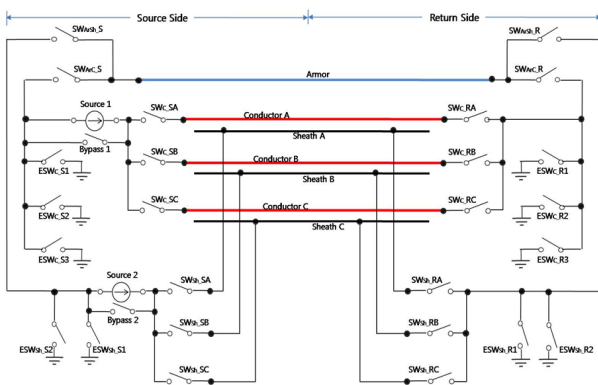 Source Side
Return Side
SWArSh_S
SWArSh_R
SWArC_S
Armor
SWArC_R
Source 1
SWC_SA
Conductor A
SWC_RA
Sheath A
Bypass 1
SWC_SB
Conductor B
SWC_RB
ESWC_S1
Sheath B
ESWC_R1
SWC_SC
Conductor C
SWC_RC
ESWC_S2
Sheath C
ESWC_R2
ESWC_S3
ESWC_R3
Source 2
SWSh_SA
SWSh_RA
Bypass 2
SWSh_SB
SWSh_RB
ESWSh_S2
ESWSh_S1
ESWSh_R1
ESWSh_R2
SWSh_SC
SWSh_RC